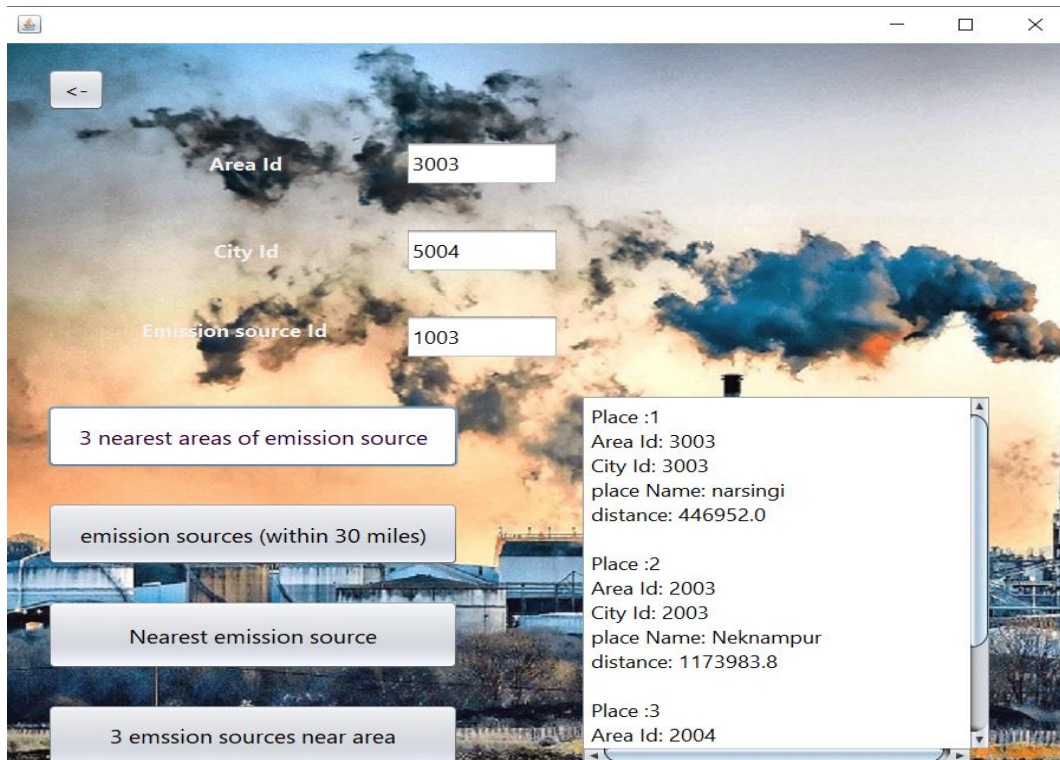 <-
Area Id
3003
City Id
5004
Emission source Id
1003
3 nearest areas of emission source
emission sources (within 30 miles)
Nearest emission source
3 emssion sources near area
Place :1
Area Id: 3003
City Id: 3003
place Name: narsingi
distance: 446952.0
Place :2
Area Id: 2003
City Id: 2003
place Name: Neknampur
distance: 1173983.8
Place :3
Area Id: 2004